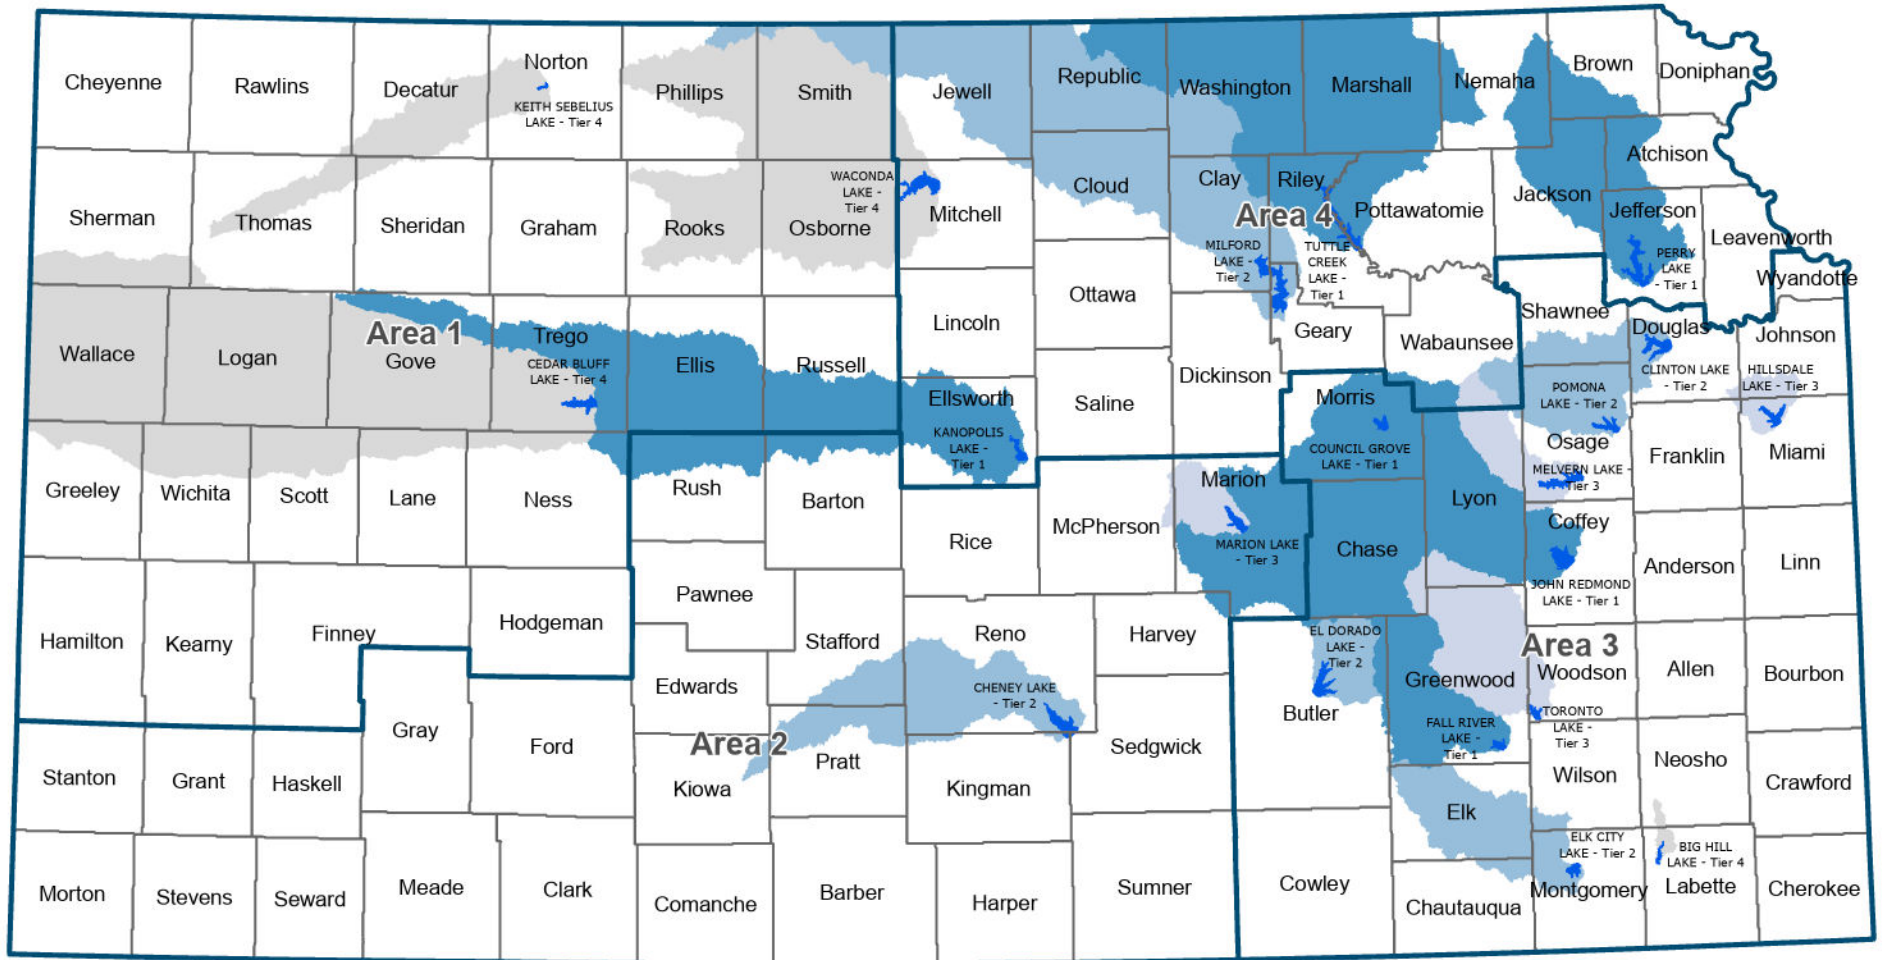 Cheyenne
Rawlins
Decatur
Norton
KEITH SEBELIUS
LAKE - Tier 4
Phillips
Smith
Jewell
Republic
Washington
Marshall
Nemaha
Brown
Doniphan
Sherman
Thomas
Sheridan
Graham
Rooks
Osborne
WACONDA
LAKE -
Tier 4
Mitchell
Cloud
Clay
Riley
Area 4
Pottawatomie
Jackson
Atchison
Jefferson
Leavenworth
PERRY
LAKE
- Tier 1
Wyandotte
MILFORD
LAKE -
Tier 2
TUTTLE
CREEK
LAKE -
Tier 1
Ottawa
Lincoln
Geary
Wabaunsee
Shawnee
Douglas
Johnson
CLINTON LAKE
- Tier 2
HILLSDALE
LAKE - Tier 3
Wallace
Logan
Area 1
Gove
Trego
CEDAR BLUFF
LAKE - Tier 4
Ellis
Russell
Ellsworth
KANOPOLIS
LAKE -
Tier 1
Saline
Dickinson
Morris
COUNCIL GROVE
LAKE - Tier 1
POMONA
LAKE - Tier 2
Osage
MELVERN LAKE -
Tier 3
Franklin
Miami
Greeley
Wichita
Scott
Lane
Ness
Rush
Barton
Rice
McPherson
Marion
MARION LAKE
- Tier 3
Chase
Lyon
Coffey
JOHN REDMOND
LAKE - Tier 1
Anderson
Linn
Hamilton
Kearny
Finney
Hodgeman
Pawnee
Stafford
Edwards
Reno
CHENEY LAKE
- Tier 2
Harvey
EL DORADO
LAKE -
Tier 2
Butler
Greenwood
FALL RIVER
LAKE -
Tier 1
Area 3
Woodson
TORONTO
LAKE -
Tier 3
Allen
Bourbon
Gray
Ford
Area 2
Kiowa
Pratt
Kingman
Sedgwick
Wilson
Neosho
Crawford
Stanton
Grant
Haskell
Elk
ELK CITY
LAKE - Tier 2
BIG HILL
LAKE - Tier 4
Morton
Stevens
Seward
Meade
Clark
Comanche
Barber
Harper
Sumner
Cowley
Chautauqua
Montgomery
Labette
Cherokee